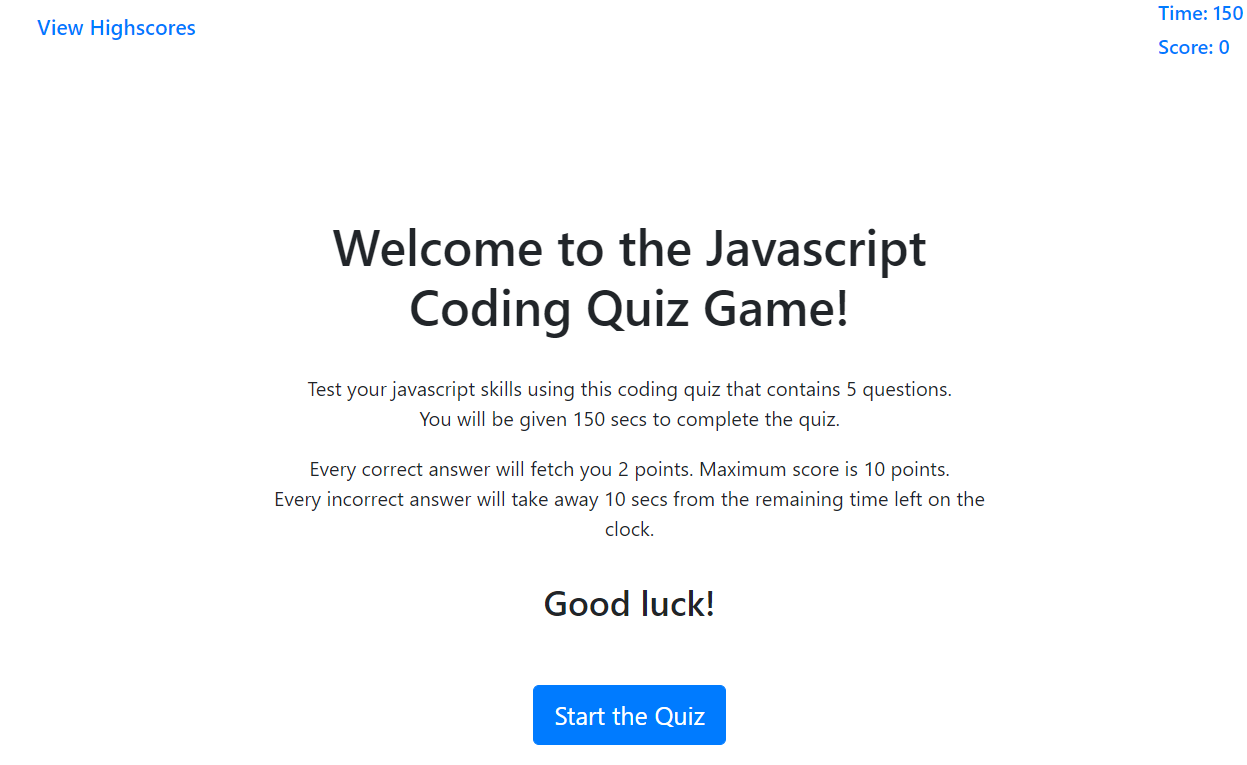 View Highscores
Time: 150
Score: 0
Welcome to the Javascript
Coding Quiz Game!
Test your javascript skills using this coding quiz that contains 5 questions.
You will be given 150 secs to complete the quiz.
Every correct answer will fetch you 2 points. Maximum score is 10 points.
Every incorrect answer will take away 10 secs from the remaining time left on the
clock.
Good luck!
Start the Quiz